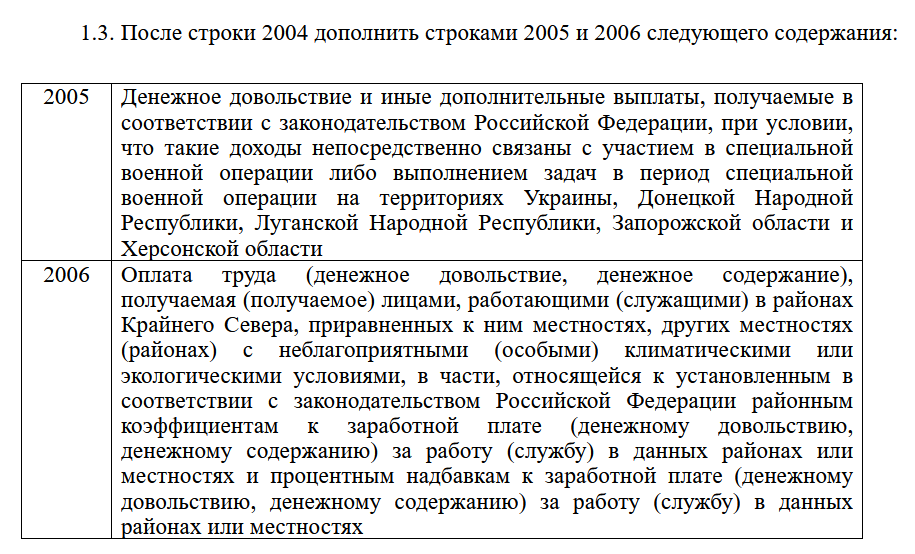 1.3. После строки 2004 дополнить строками 2005 и 2006 следующего содержания:
2005 Денежное довольствие и иные дополнительные выплаты, получаемые в
соответствии с законодательством Российской Федерации, при условии,
что такие доходы непосредственно связаны с участием в специальной
военной операции либо выполнением задач в период специальной
военной операции на территориях Украины, Донецкой Народной
Республики, Луганской Народной Республики, Запорожской области и
Херсонской области
2006 Оплата труда (денежное довольствие, денежное содержание),
получаемая (получаемое) лицами, работающими (служащими) в районах
Крайнего Севера, приравненных к ним местностях, других местностях
(районах) с неблагоприятными (особыми) климатическими или
экологическими условиями, в части, относящейся к установленным в
соответствии с законодательством Российской Федерации районным
коэффициентам к заработной плате (денежному довольствию,
денежному содержанию) за работу (службу) в данных районах или
местностях и процентным надбавкам к заработной плате (денежному
довольствию, денежному содержанию) за работу (службу) в данных
районах или местностях